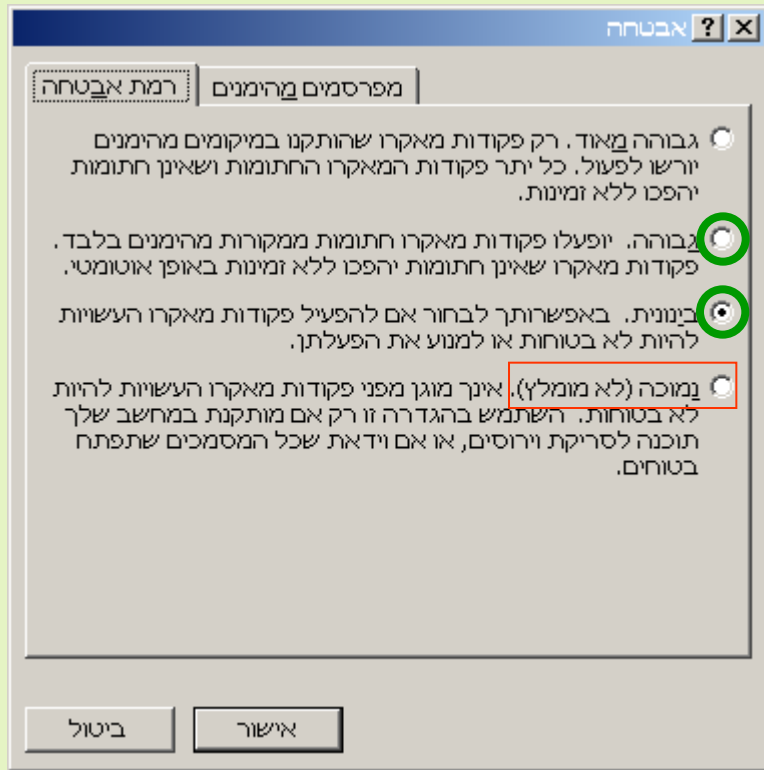 אבטחה
רמת אבטחה
מפרסמים מהימנים
גבוהה מאוד. רק פקודות מאקרו שהותקנו במיקומים מהימנים
יורשו לפעול. כל יתר פקודות המאקרו החתומות ושאינן חתומות
יהפכו ללא זמינות.
גבוהה. יופעלו פקודות מאקרו חתומות ממקורות מהימנים בלבד.
פקודות מאקרו שאינן חתומות יהפכו ללא זמינות באופן אוטומטי.
בינונית. באפשרותך לבחור אם להפעיל פקודות מאקרו העשויות
להיות לא בטוחות או למנוע את הפעלתן.
נמוכה (לא מומלץ). אינך מוגן מפני פקודות מאקרו העשויות להיות
לא בטוחות. השתמש בהגדרה זו רק אם מותקנת במחשב שלך
תוכנה לסריקת וירוסים, או אם וידאת שכל המסמכים שתפתח
בטוחים.
אישור
ביטול